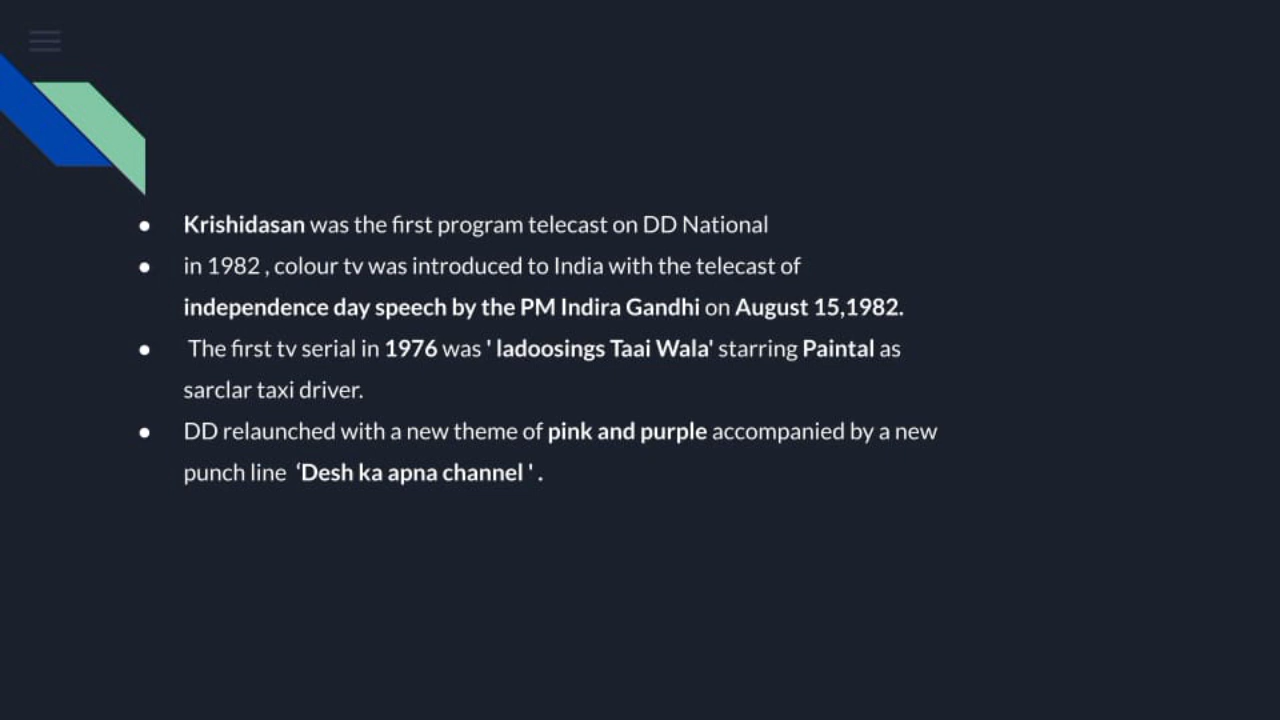 ● Krishidasan was the first program telecast on DD National
● in 1982 , colour tv was introduced to India with the telecast of
independence day speech by the PM Indira Gandhi on August 15,1982.
● The first tv serial in 1976 was ' ladoosings Taai Wala' starring Paintal as
sarclar taxi driver.
● DD relaunched with a new theme of pink and purple accompanied by a new
punch line ‘Desh ka apna channel ' .